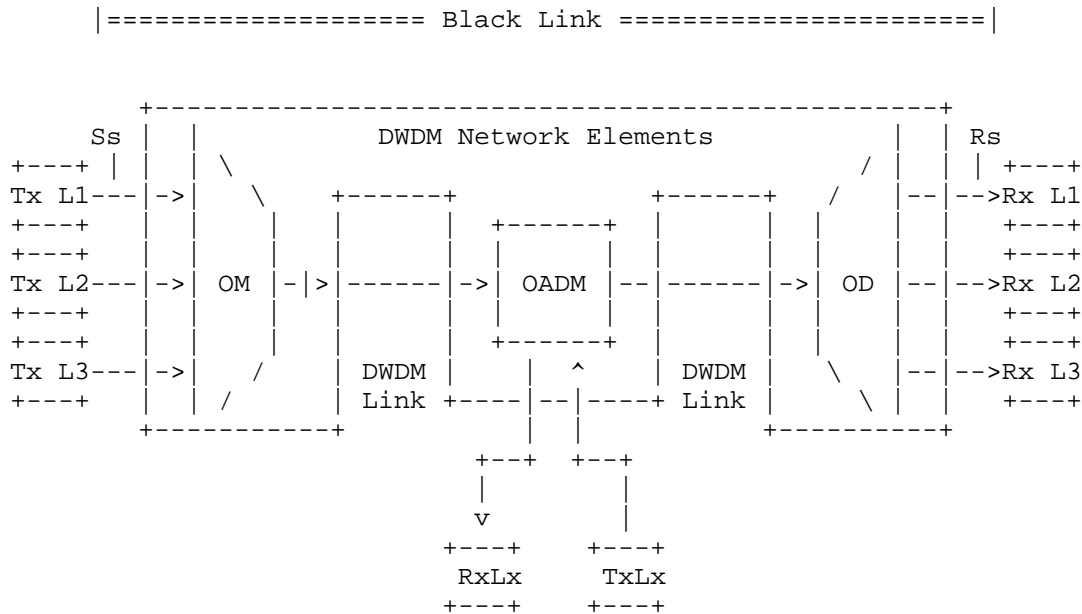 Black Link
DWDM Network Elements
Ss Rs
Tx L1 Rx L1
Tx L2 OM OADM OD Rx L2
Tx L3 DWDM DWDM Rx L3
Link Link
RxLx TxLx